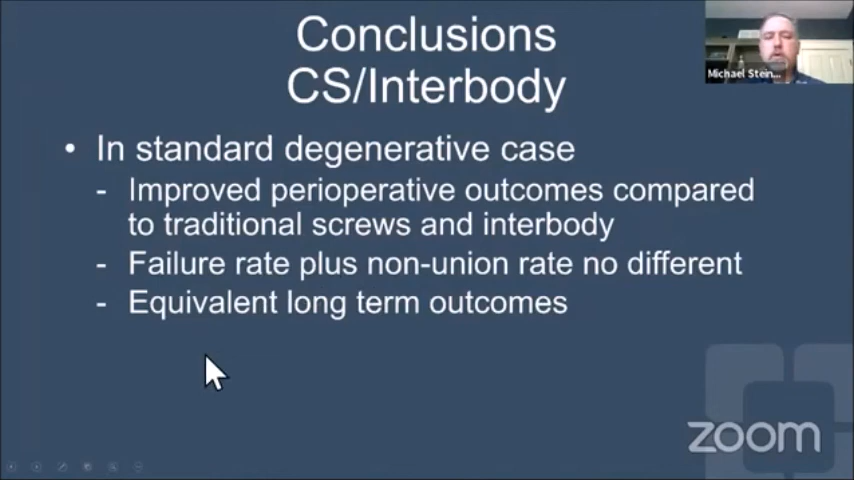 Conclusions
CS/Interbody
Michael Stein...
• In standard degenerative case
- Improved perioperative outcomes compared
to traditional screws and interbody
- Failure rate plus non-union rate no different
- Equivalent long term outcomes
zoom